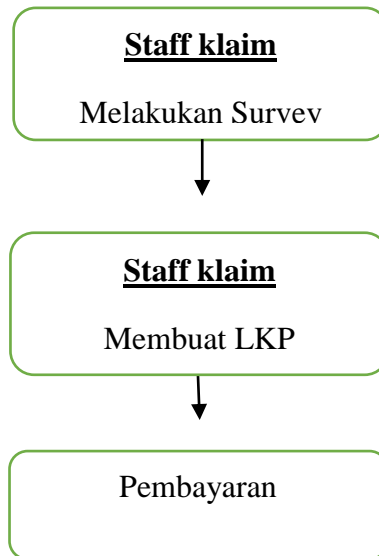 Staff klaim
Melakukan Survev
Staff klaim
Membuat LKP
Pembayaran